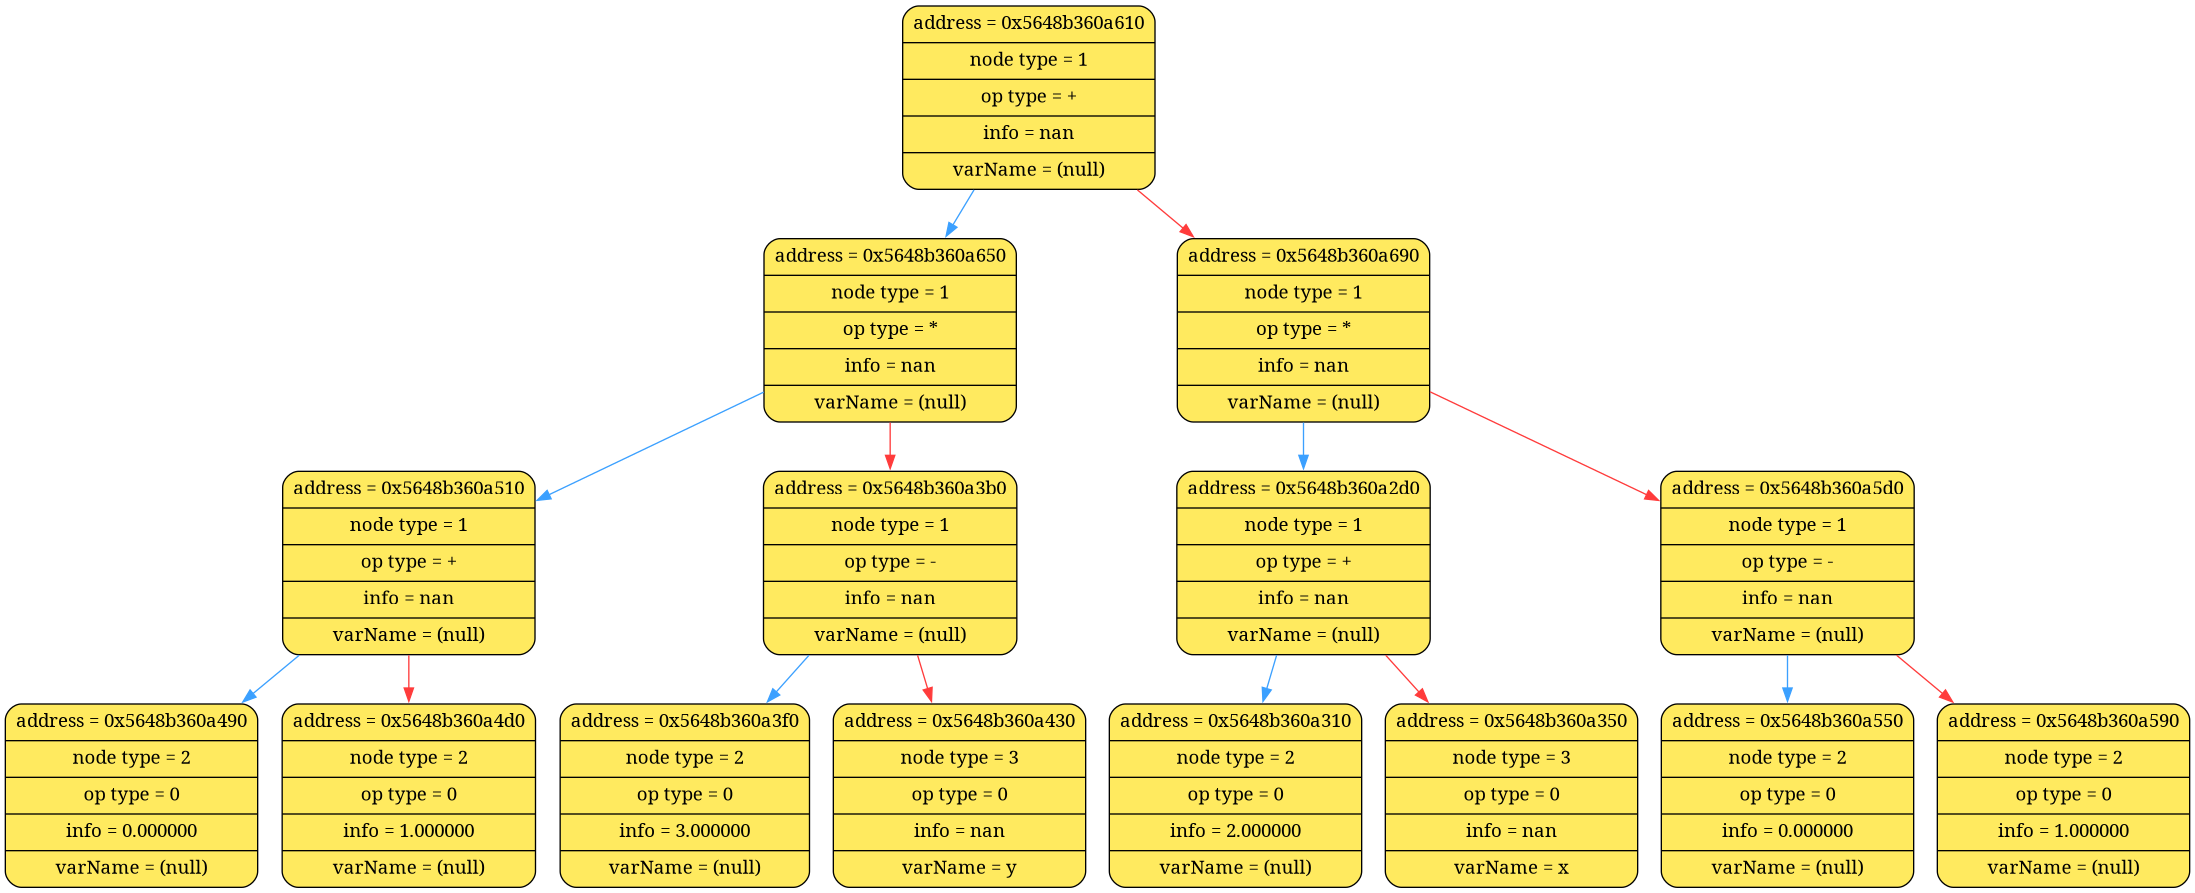 address = 0x5648b360a610
node type = 1
op type = +
info = nan
varName = (null)
address = 0x5648b360a650
node type = 1
op type = *
info = nan
varName = (null)
address = 0x5648b360a690
node type = 1
op type = *
info = nan
varName = (null)
address = 0x5648b360a510
node type = 1
op type = +
info = nan
varName = (null)
address = 0x5648b360a3b0
node type = 1
op type = -
info = nan
varName = (null)
address = 0x5648b360a2d0
node type = 1
op type = +
info = nan
varName = (null)
address = 0x5648b360a5d0
node type = 1
op type = -
info = nan
varName = (null)
address = 0x5648b360a490
node type = 2
op type = 0
info = 0.000000
varName = (null)
address = 0x5648b360a4d0
node type = 2
op type = 0
info = 1.000000
varName = (null)
address = 0x5648b360a3f0
node type = 2
op type = 0
info = 3.000000
varName = (null)
address = 0x5648b360a430
node type = 3
op type = 0
info = nan
varName = y
address = 0x5648b360a310
node type = 2
op type = 0
info = 2.000000
varName = (null)
address = 0x5648b360a350
node type = 3
op type = 0
info = nan
varName = x
address = 0x5648b360a550
node type = 2
op type = 0
info = 0.000000
varName = (null)
address = 0x5648b360a590
node type = 2
op type = 0
info = 1.000000
varName = (null)